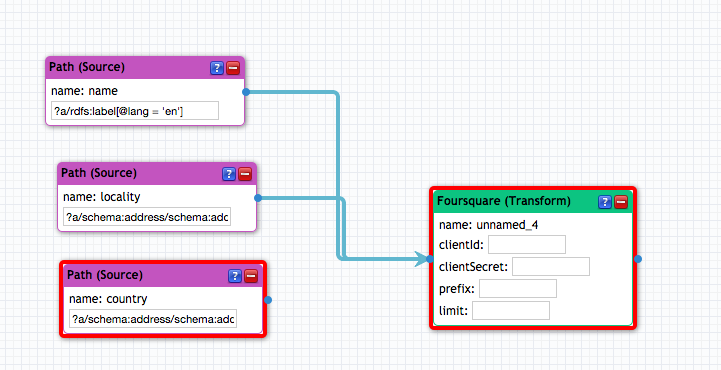 Path (Source)
?
name: name
?a/rdfs:label[@lang = 'en']
Path (Source)
?
name: locality
?a/schema:address/schema:adc
Path (Source)
?
name: country
?a/schema:address/schema:adc
Foursquare (Transform)
?
name: unnamed_4
clientId:
clientSecret:
prefix:
limit: